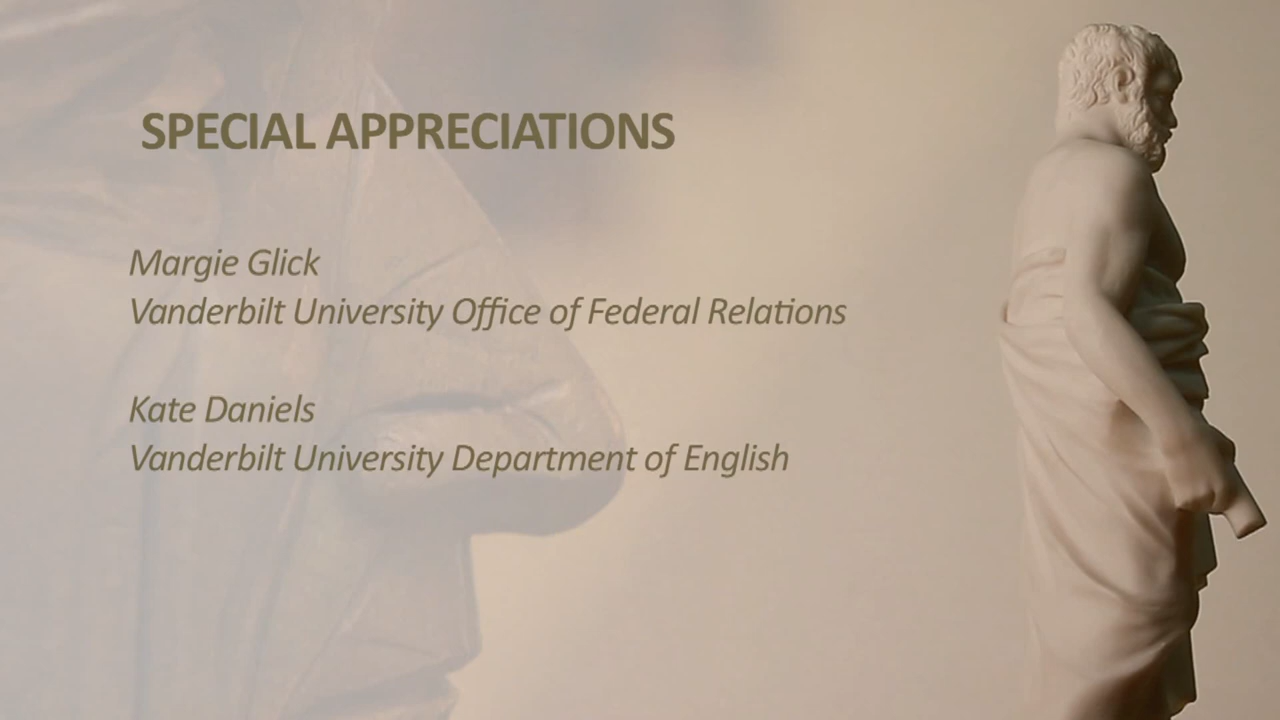 SPECIAL APPRECIATIONS
Margie Glick
Vanderbilt University Office of Federal Relations
Kate Daniels
Vanderbilt University Department of English